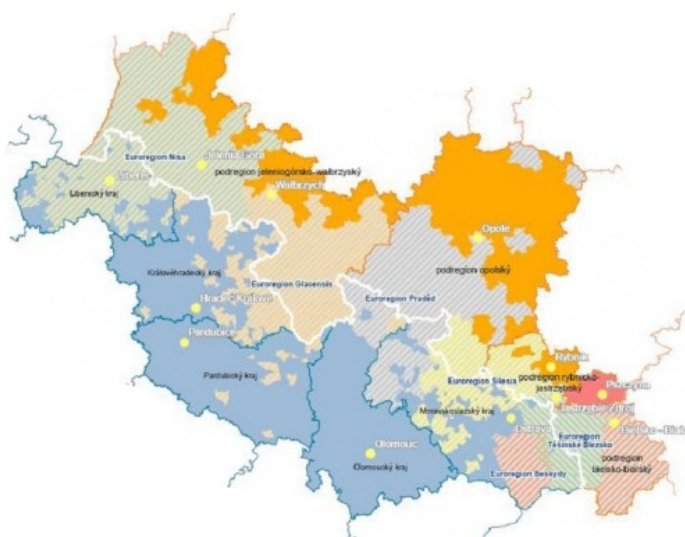 Euroregion Nisa
Jelenia Góra
podregion jeleniogórsko-wałbrzyski
Liberec
Liberecký kraj
Wałbrzych
Opole
podregion opolski
Královéhradecký kraj
Euroregion Glacensis
Euroregion Praděd
Hradec Králové
Pardubice
Pardubický kraj
Rybnik
podregion rybnicko-
jastrzębski
Pszczyna
Euroregion Silesia
Jastrzębie Zdrój
Moravskoslezský kraj
Ostrava
Bielsko - Biała
Euroregion
Těšínské Slezsko
Olomouc
Olomoucký kraj
podregion
bielsko-bialski
Euroregion Beskydy